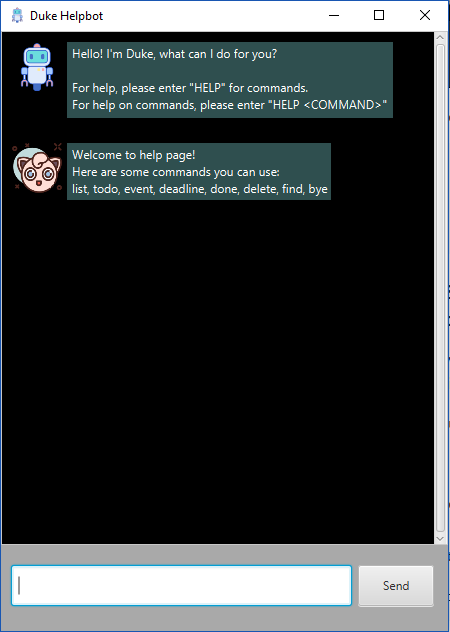 Duke Helpbot
Hello! I'm Duke, what can I do for you?
For help, please enter "HELP" for commands.
For help on commands, please enter "HELP <COMMAND>"
Welcome to help page!
Here are some commands you can use:
list, todo, event, deadline, done, delete, find, bye
Send